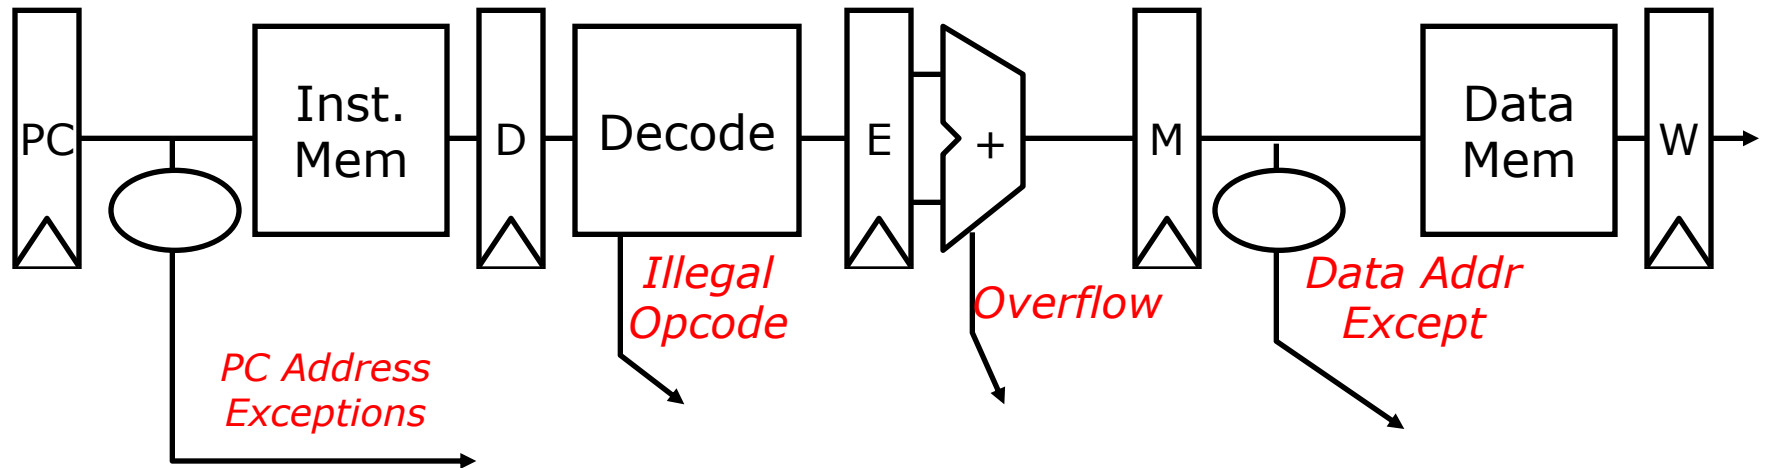 PC
Inst.
Mem
D
Decode
E
+
M
Data
Mem
W
Illegal
Opcode
Overflow
Data Addr
Except
PC Address
Exceptions